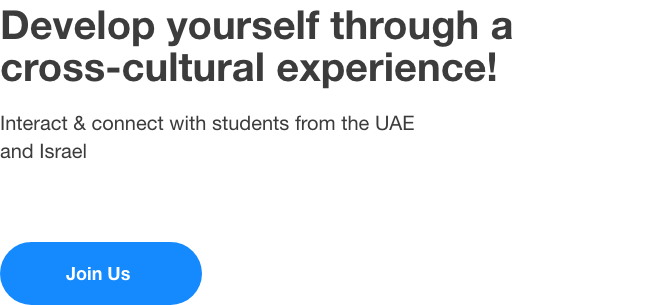 Develop yourself through a
cross-cultural experience!
Interact & connect with students from the UAE
and Israel
Join Us